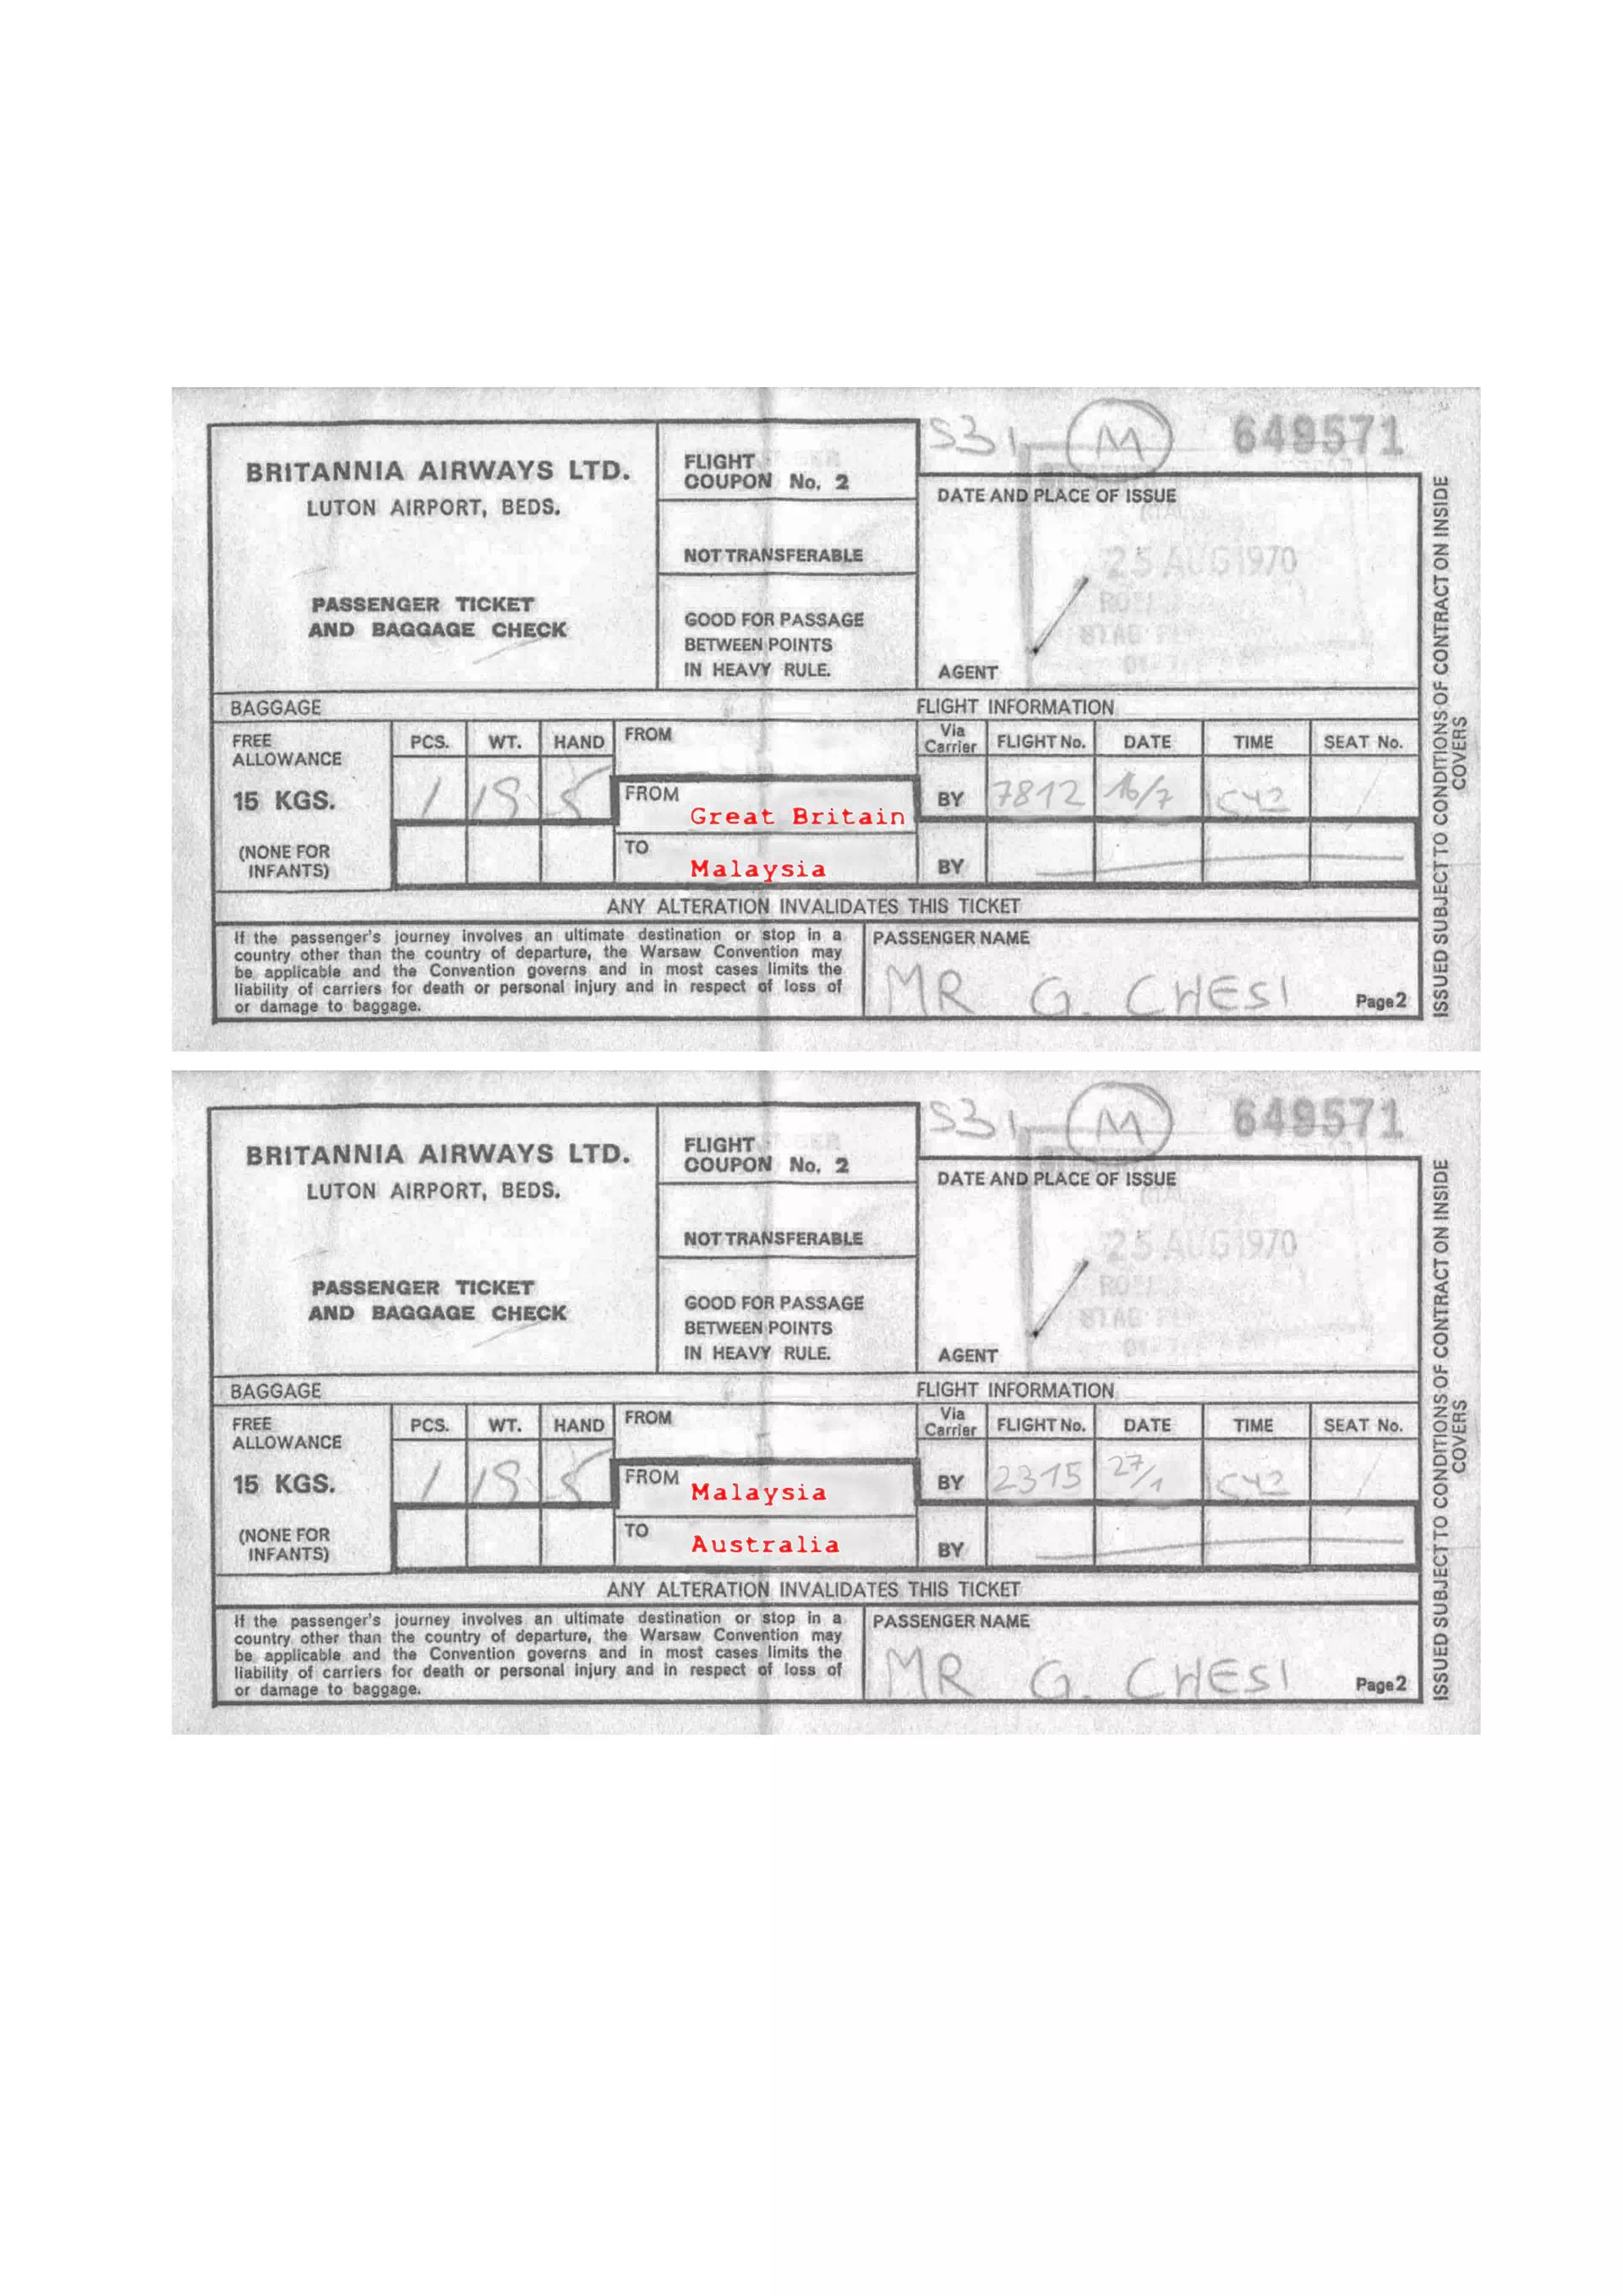 S31 M 649571
BRITANNIA AIRWAYS LTD.
LUTON AIRPORT, BEDS.
PASSENGER TICKET
AND BAGGAGE CHECK
FLIGHT
COUPON No. 2
NOT TRANSFERABLE
GOOD FOR PASSAGE
BETWEEN POINTS
IN HEAVY RULE.
DATE AND PLACE OF ISSUE
25 AUG 1970
AGENT
BAGGAGE
FLIGHT INFORMATION
FREE
ALLOWANCE
15 KGS.
(NONE FOR
INFANTS)
PCS. WT. HAND
1 15 5
FROM
FROM
Great Britain
TO
Malaysia
Via
Carrier FLIGHT No. DATE TIME SEAT No.
BY 7812 16/7
BY
ANY ALTERATION INVALIDATES THIS TICKET
If the passenger's journey involves an ultimate destination or stop in a
country other than the country of departure, the Warsaw Convention may
be applicable and the Convention governs and in most cases limits the
liability of carriers for death or personal injury and in respect of loss of
or damage to baggage.
PASSENGER NAME
MR G. CHESI
Page 2
ISSUED SUBJECT TO CONDITIONS OF CONTRACT ON INSIDE
COVERS
S31 M 649571
BRITANNIA AIRWAYS LTD.
LUTON AIRPORT, BEDS.
PASSENGER TICKET
AND BAGGAGE CHECK
FLIGHT
COUPON No. 2
NOT TRANSFERABLE
GOOD FOR PASSAGE
BETWEEN POINTS
IN HEAVY RULE.
DATE AND PLACE OF ISSUE
25 AUG 1970
AGENT
BAGGAGE
FLIGHT INFORMATION
FREE
ALLOWANCE
15 KGS.
(NONE FOR
INFANTS)
PCS. WT. HAND
1 15 5
FROM
FROM
Malaysia
TO
Australia
Via
Carrier FLIGHT No. DATE TIME SEAT No.
BY 2315 27/1
BY
ANY ALTERATION INVALIDATES THIS TICKET
If the passenger's journey involves an ultimate destination or stop in a
country other than the country of departure, the Warsaw Convention may
be applicable and the Convention governs and in most cases limits the
liability of carriers for death or personal injury and in respect of loss of
or damage to baggage.
PASSENGER NAME
MR G. CHESI
Page 2
ISSUED SUBJECT TO CONDITIONS OF CONTRACT ON INSIDE
COVERS